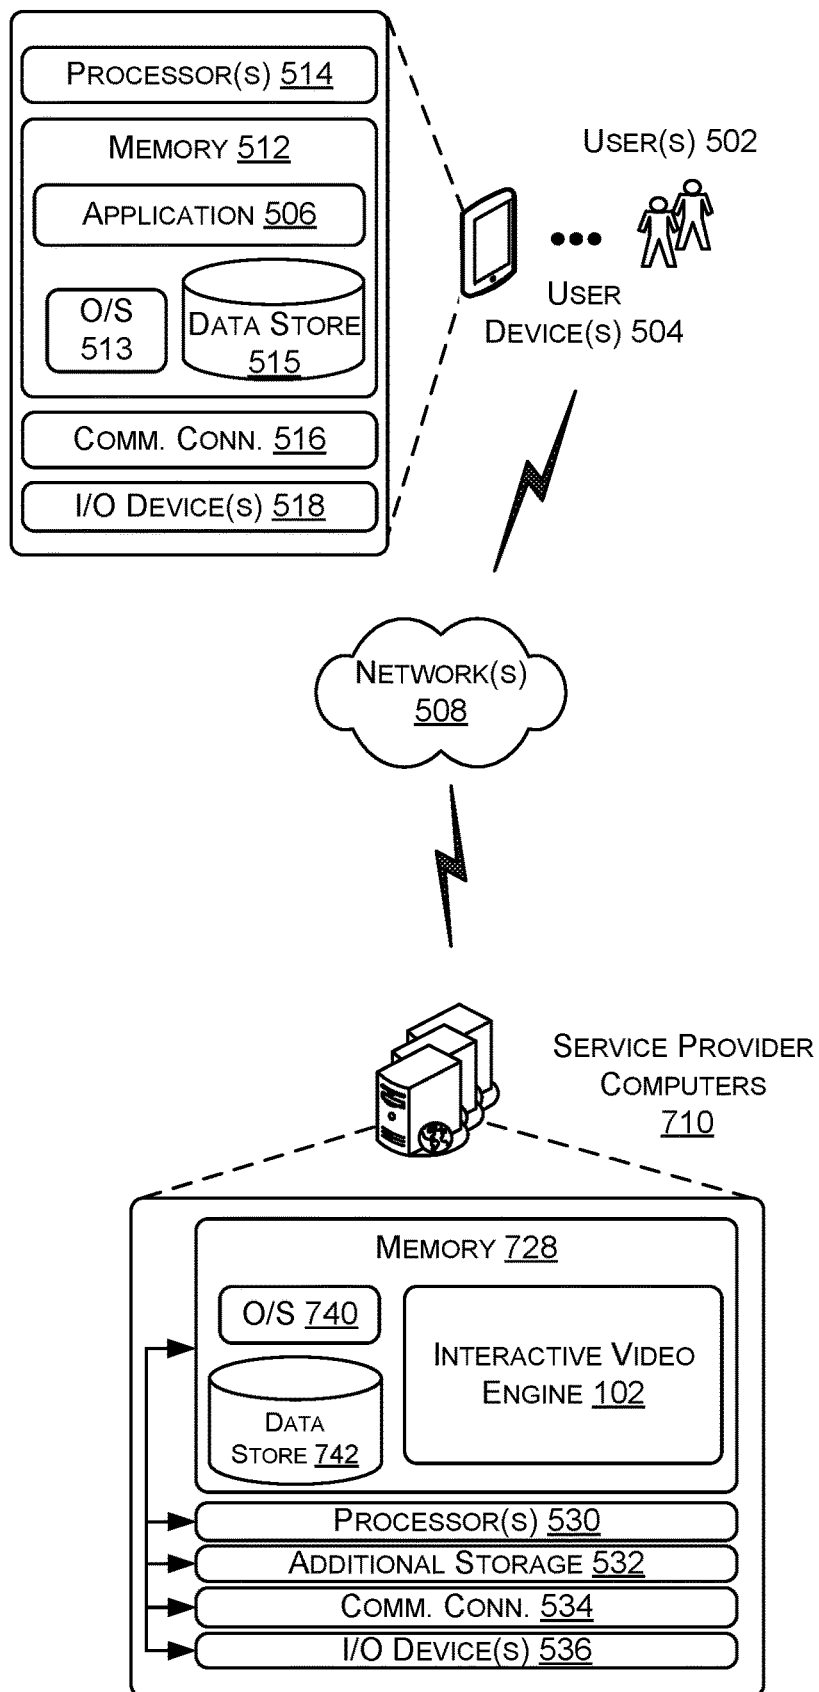 PROCESSOR(S) 514
MEMORY 512
APPLICATION 506
O/S
513
DATA STORE
515
COMM. CONN. 516
I/O DEVICE(S) 518
USER(S) 502
USER
DEVICE(S) 504
NETWORK(S)
508
SERVICE PROVIDER
COMPUTERS
710
MEMORY 728
O/S 740
DATA
STORE 742
INTERACTIVE VIDEO
ENGINE 102
PROCESSOR(S) 530
ADDITIONAL STORAGE 532
COMM. CONN. 534
I/O DEVICE(S) 536